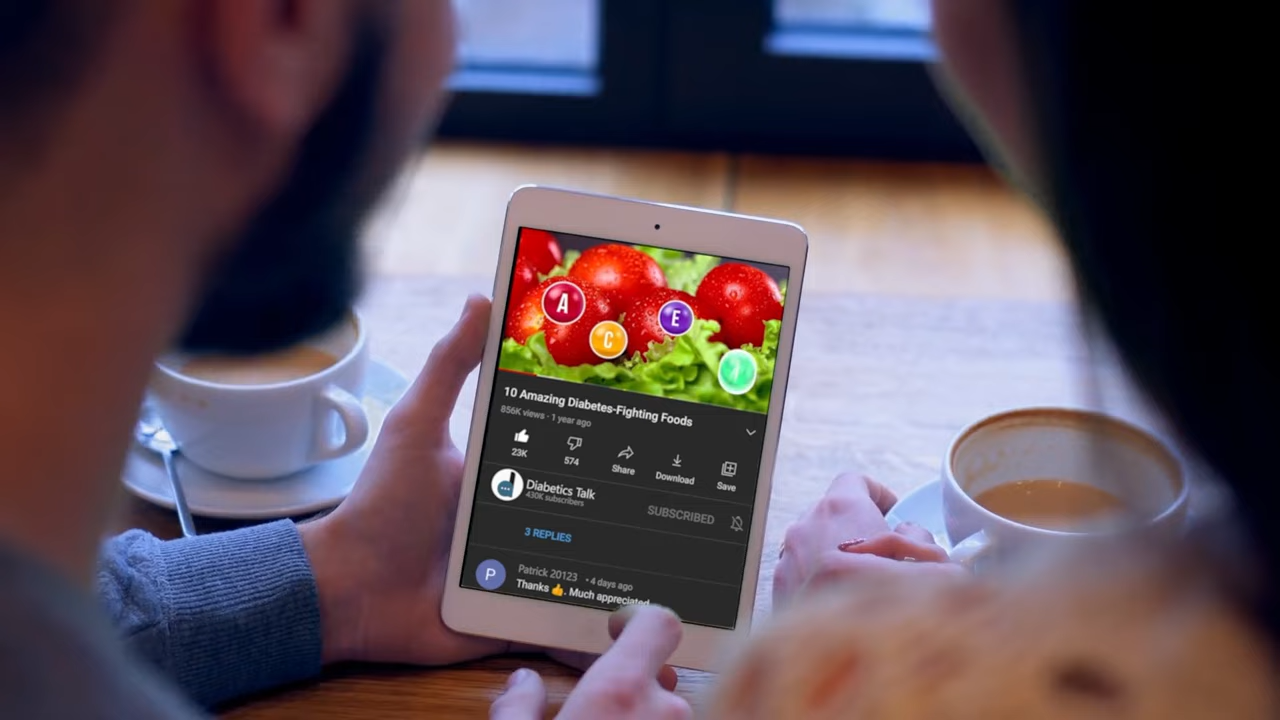 A
E
C
10 Amazing Diabetes-Fighting Foods
856K views · 1 year ago
23K
574
Share
Download
Save
Diabetics Talk
430K subscribers
SUBSCRIBED
3 REPLIES
P
Patrick 20123 • 4 days ago
Thanks 👍. Much appreciated